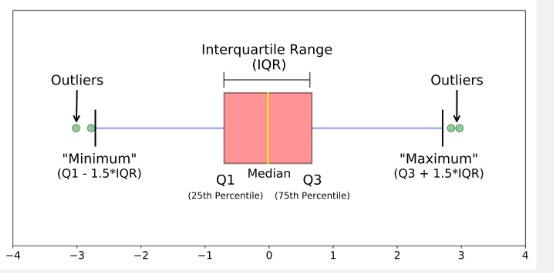 Interquartile Range
(IQR)
Outliers
Outliers
"Minimum"
(Q1 - 1.5*IQR)
Q1
(25th Percentile)
Median
Q3
(75th Percentile)
"Maximum"
(Q3 + 1.5*IQR)
−4 −3 −2 −1 0 1 2 3 4